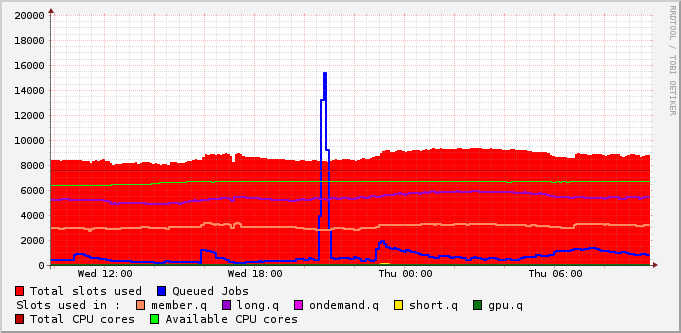 20000
18000
16000
14000
12000
10000
8000
6000
4000
2000
0
Wed 12:00 Wed 18:00 Thu 00:00 Thu 06:00
Total slots used Queued Jobs
Slots used in : member.q long.q ondemand.q short.q gpu.q
Total CPU cores Available CPU cores
RRDTOOL / TOBI OETIKER